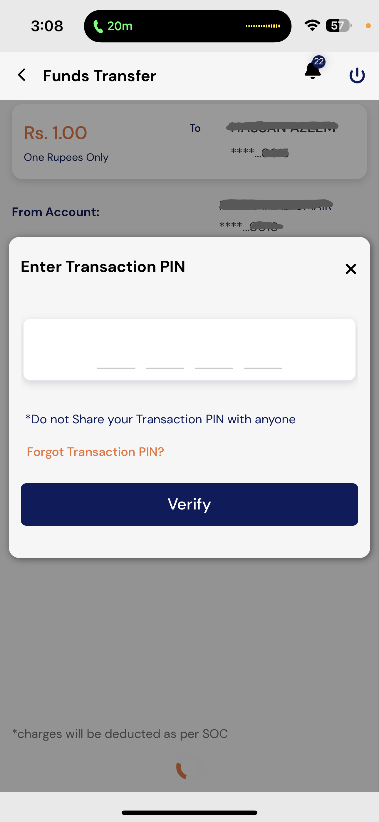 3:08
20m
57
Funds Transfer
22
Rs. 1.00
To
One Rupees Only
****...
From Account:
****...
Enter Transaction PIN
*Do not Share your Transaction PIN with anyone
Forgot Transaction PIN?
Verify
*charges will be deducted as per SOC